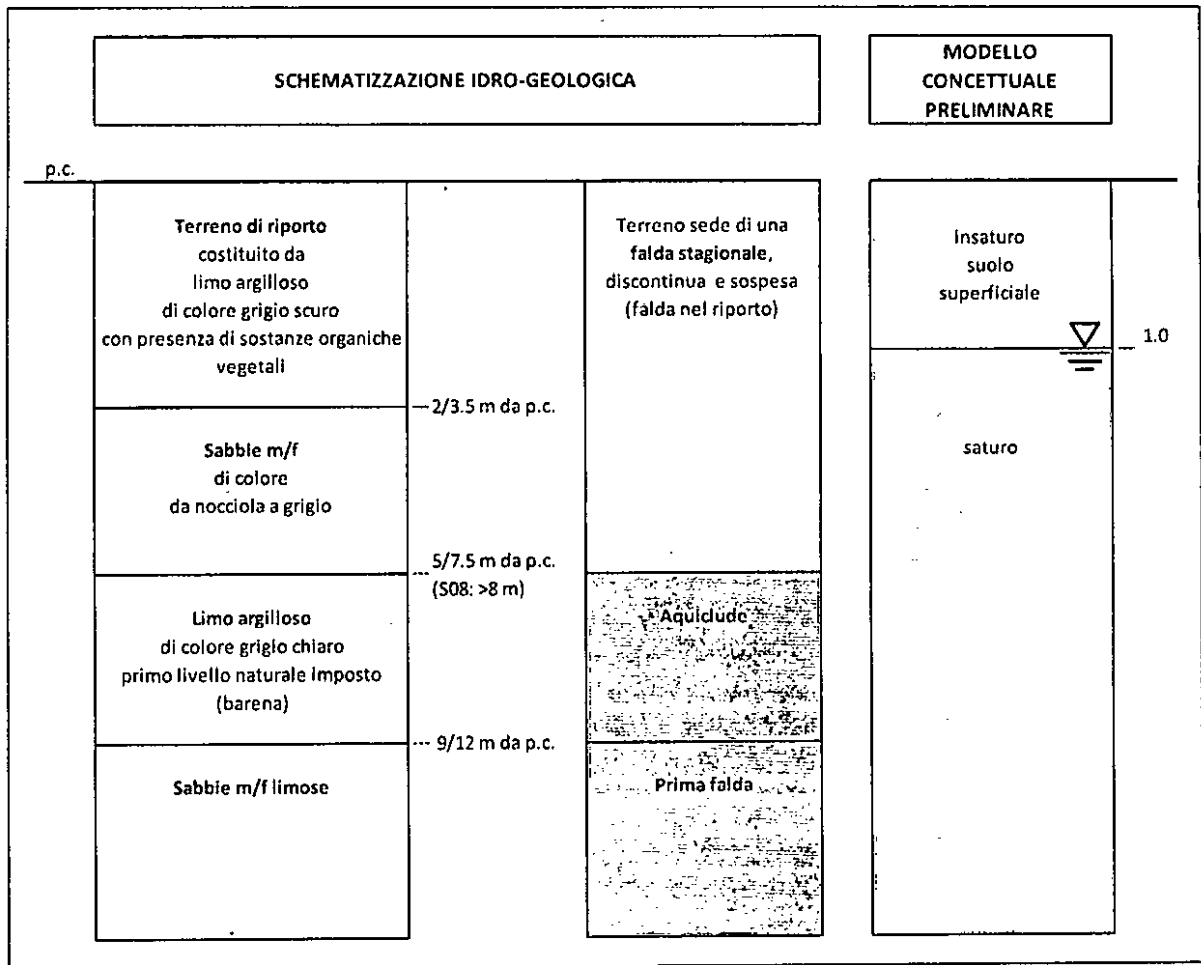 SCHEMATIZZAZIONE IDRO-GEOLOGICA
MODELLO
CONCETTUALE
PRELIMINARE
p.c.
Terreno di riporto
costituito da
limo argilloso
di colore grigio scuro
con presenza di sostanze organiche
vegetali
2/3.5 m da p.c.
Sabbie m/f
di colore
da nocciola a grigio
5/7.5 m da p.c.
(S08: >8 m)
Limo argilloso
di colore grigio chiaro
primo livello naturale imposto
(barena)
9/12 m da p.c.
Sabbie m/f limose
Terreno sede di una
falda stagionale,
discontinua e sospesa
(falda nel riporto)
Aquiclude
Prima falda
insaturo
suolo
superficiale
1.0
saturo